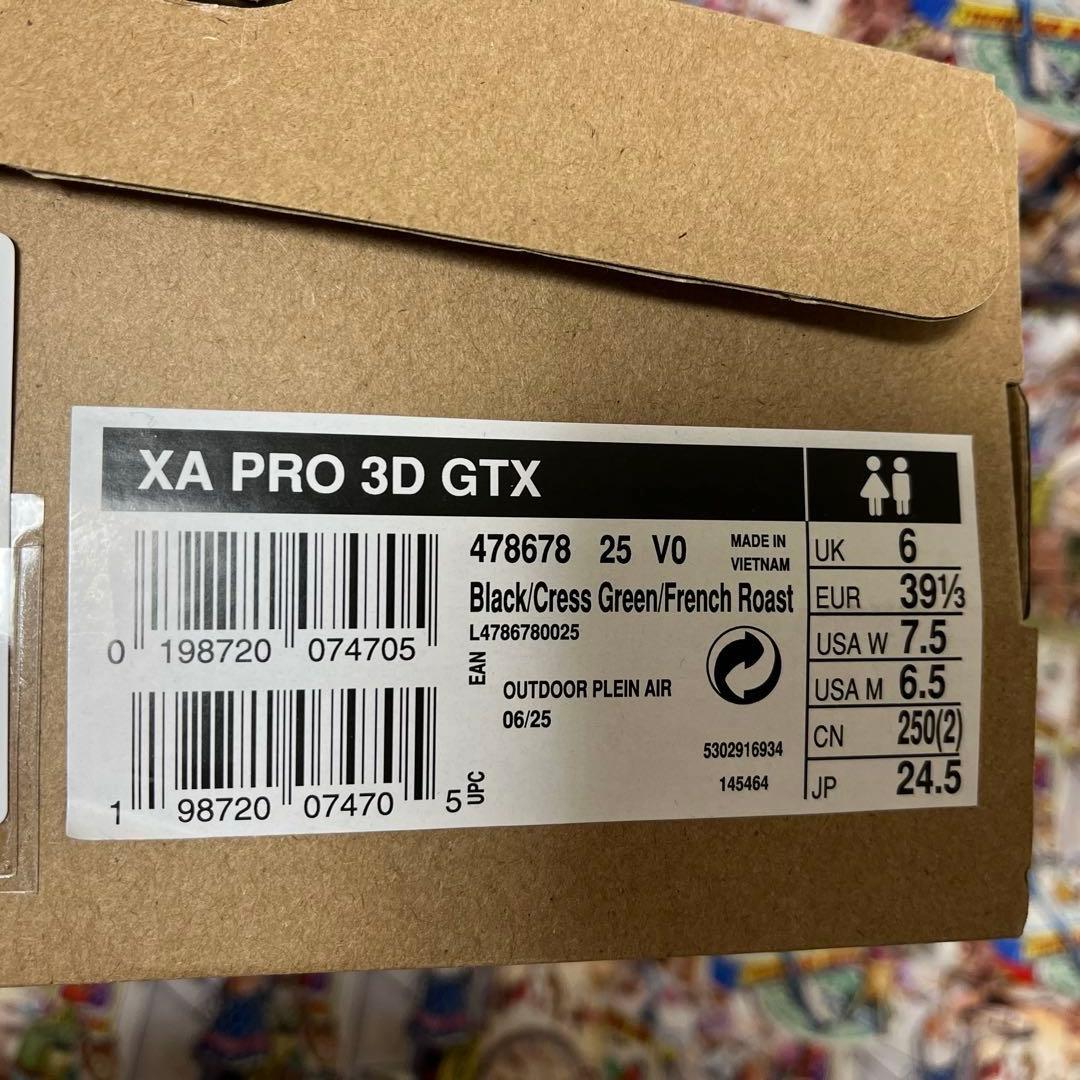 XA PRO 3D GTX
478678 25 V0
MADE IN
VIETNAM
Black/Cress Green/French Roast
L4786780025
0 198720 074705
EAN
OUTDOOR PLEIN AIR
06/25
5302916934
145464
1 98720 07470 5
UPC
UK 6
EUR 39⅓
USA W 7.5
USA M 6.5
CN 250(2)
JP 24.5